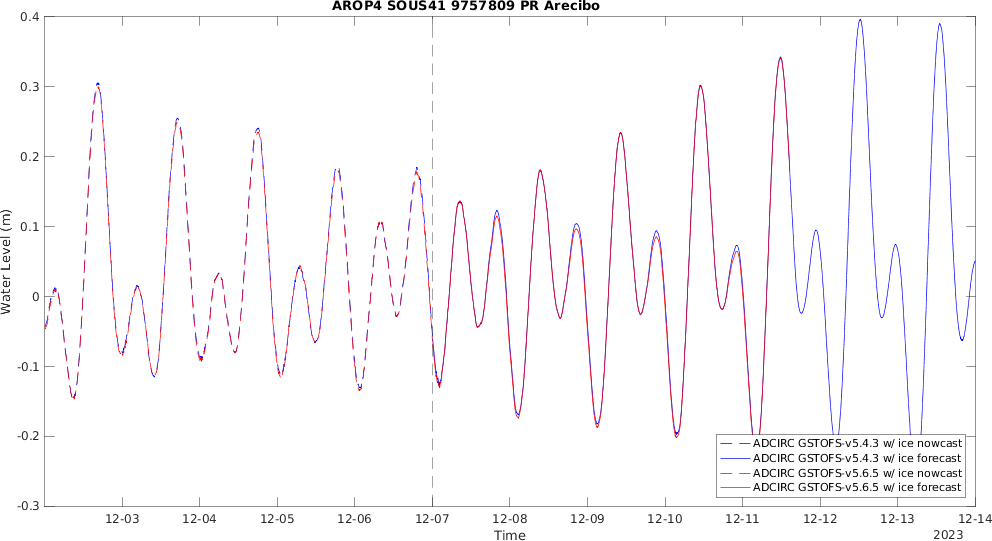 AROP4 SOUS41 9757809 PR Arecibo
0.4
0.3
0.2
0.1
0
-0.1
-0.2
-0.3
Water Level (m)
ADCIRC GSTOFS-v5.4.3 w/ ice nowcast
ADCIRC GSTOFS-v5.4.3 w/ ice forecast
ADCIRC GSTOFS-v5.6.5 w/ ice nowcast
ADCIRC GSTOFS-v5.6.5 w/ ice forecast
12-03 12-04 12-05 12-06 12-07 12-08 12-09 12-10 12-11 12-12 12-13 12-14
Time
2023